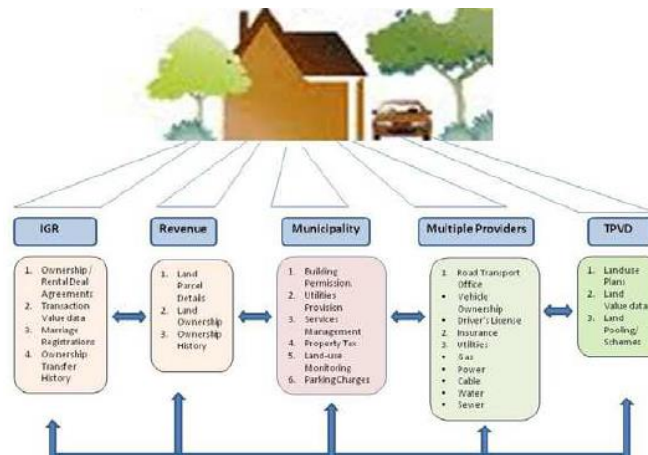 IGR
Revenue
Municipality
Multiple Providers
TPVD
1. Ownership /
Rental Deal
Agreements
2. Transaction
Value data
3. Marriage
Registrations
4. Ownership
Transfer
History
1. Land
Parcel
Details
2. Land
Ownership
3. Ownership
History
1. Building
Permission.
2. Utilities
Provision
3. Services
Management
4. Property Tax
5. Land-use
Monitoring
6. Parking Charges
1. Road Transport
Office
• Vehicle
Ownership
• Driver's License
2. Insurance
3. Utilities
• Gas
• Power
• Cable
• Water
• Sewer
1. Landuse
Plans
2. Land
Value data
3. Land
Pooling/
Schemes